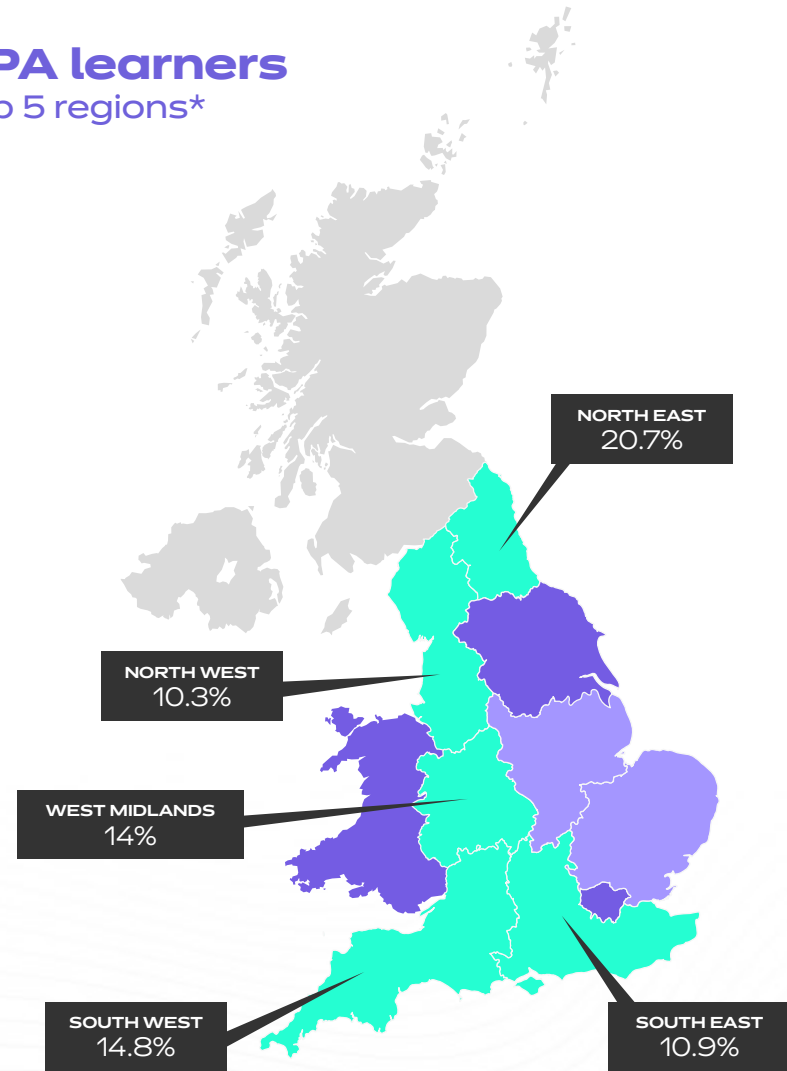 PA learners
5 regions*
NORTH EAST
20.7%
NORTH WEST
10.3%
WEST MIDLANDS
14%
SOUTH WEST
14.8%
SOUTH EAST
10.9%